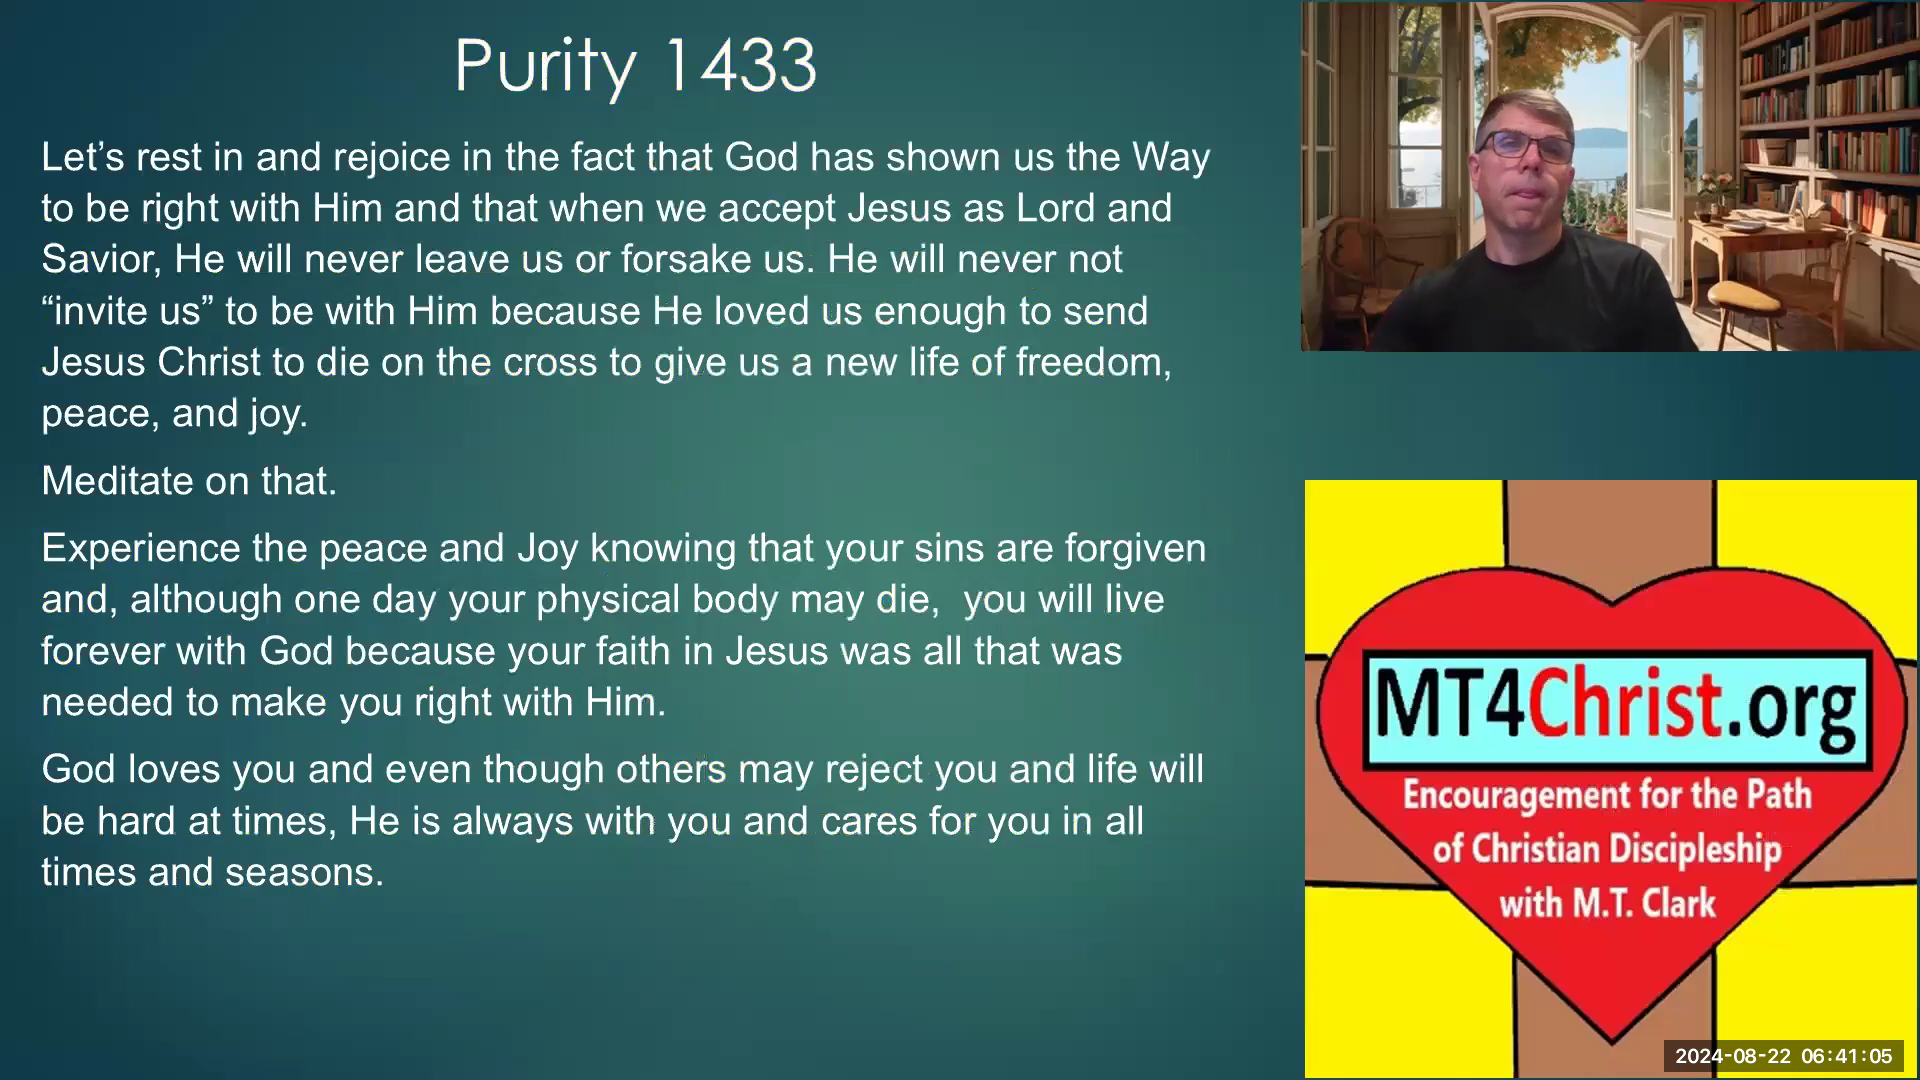 Purity 1433
Let’s rest in and rejoice in the fact that God has shown us the Way
to be right with Him and that when we accept Jesus as Lord and
Savior, He will never leave us or forsake us. He will never not
“invite us” to be with Him because He loved us enough to send
Jesus Christ to die on the cross to give us a new life of freedom,
peace, and joy.
Meditate on that.
Experience the peace and Joy knowing that your sins are forgiven
and, although one day your physical body may die,  you will live
forever with God because your faith in Jesus was all that was
needed to make you right with Him.
God loves you and even though others may reject you and life will
be hard at times, He is always with you and cares for you in all
times and seasons.
MT4Christ.org
Encouragement for the Path
of Christian Discipleship
with M.T. Clark
2024-08-22 06:41:05